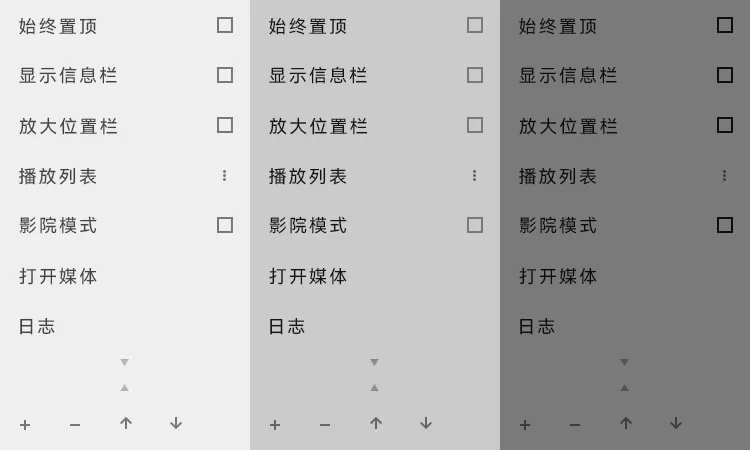 始终置顶
显示信息栏
放大位置栏
播放列表
影院模式
打开媒体
日志
始终置顶
显示信息栏
放大位置栏
播放列表
影院模式
打开媒体
日志
始终置顶
显示信息栏
放大位置栏
播放列表
影院模式
打开媒体
日志